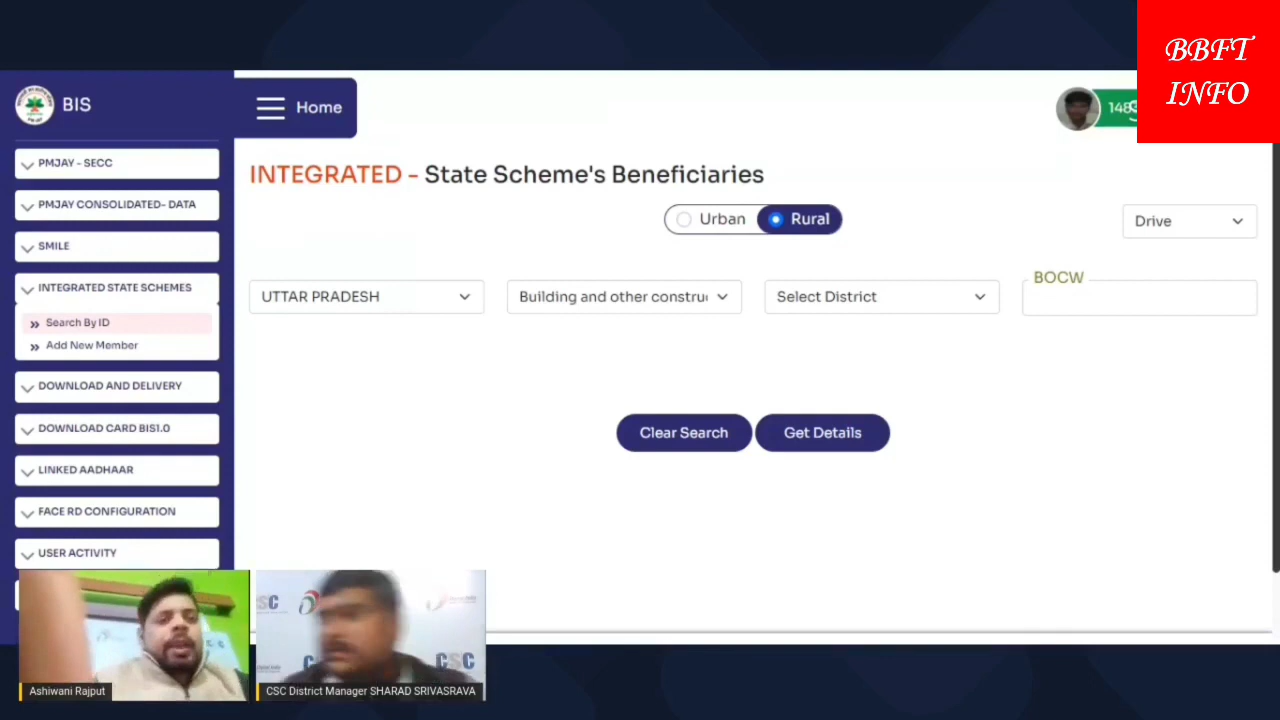 BBFT
INFO
BIS
Home
148
PMJAY - SECC
PMJAY CONSOLIDATED- DATA
SMILE
INTEGRATED STATE SCHEMES
Search By ID
Add New Member
DOWNLOAD AND DELIVERY
DOWNLOAD CARD BIS1.0
LINKED AADHAAR
FACE RD CONFIGURATION
USER ACTIVITY
INTEGRATED - State Scheme's Beneficiaries
Urban
Rural
Drive
UTTAR PRADESH
Building and other constru
Select District
BOCW
Clear Search
Get Details
CSC
Ashiwani Rajput
CSC District Manager SHARAD SRIVASRAVA